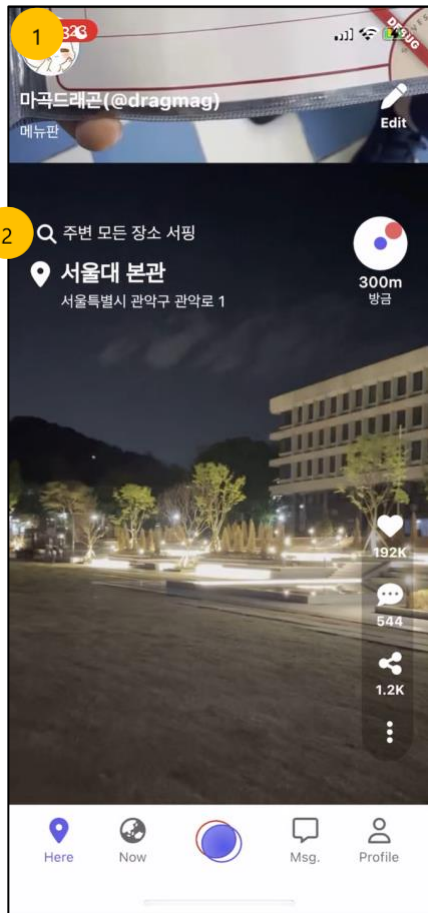 1
DEBUG
마곡드래곤(@dragmag)
메뉴판
Edit
2
주변 모든 장소 서핑
서울대 본관
서울특별시 관악구 관악로 1
300m
방금
192K
544
1.2K
Here
Now
Msg.
Profile